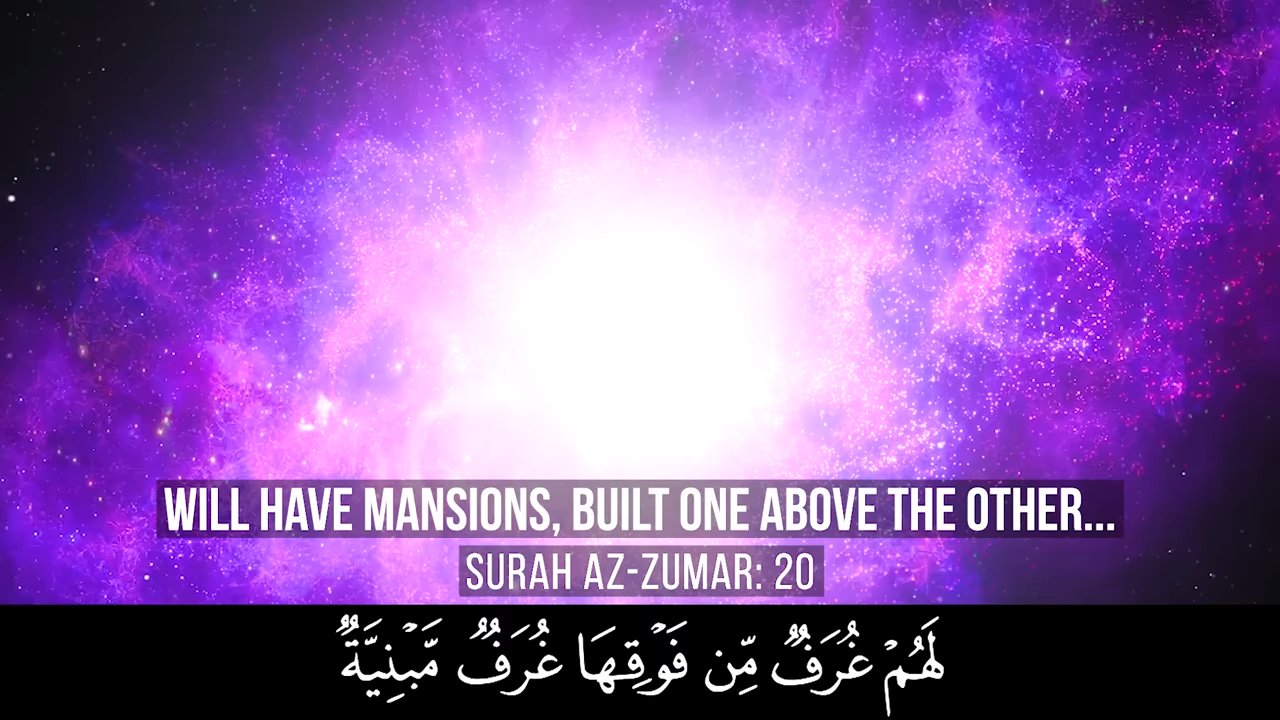 WILL HAVE MANSIONS, BUILT ONE ABOVE THE OTHER...
SURAH AZ-ZUMAR: 20
لَهُمْ غُرَفٌ مِّن فَوْقِهَا غُرَفٌ مَّبْنِيَّةٌ